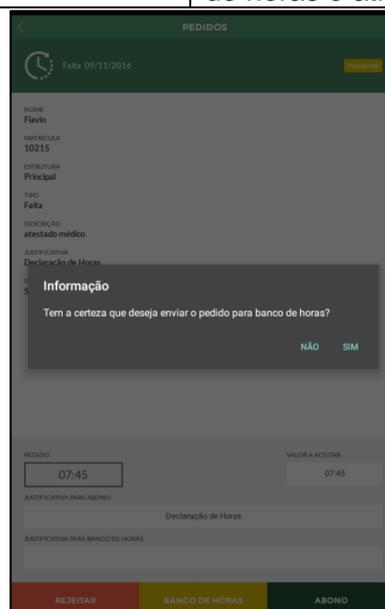 PEDIDOS
Falta 09/11/2016
Pendente
NOME
Flavio
MATRÍCULA
10215
ESTRUTURA
Principal
TIPO
Falta
DESCRIÇÃO
atestado médico
JUSTIFICATIVA
Declaração de Horas
Informação
Tem a certeza que deseja enviar o pedido para banco de horas?
NÃO SIM
PEDIDO VALOR A ACEITAR
07:45 07:45
JUSTIFICATIVA PARA ABONO
Declaração de Horas
JUSTIFICATIVA PARA BANCO DE HORAS
REJEITAR BANCO DE HORAS ABONO